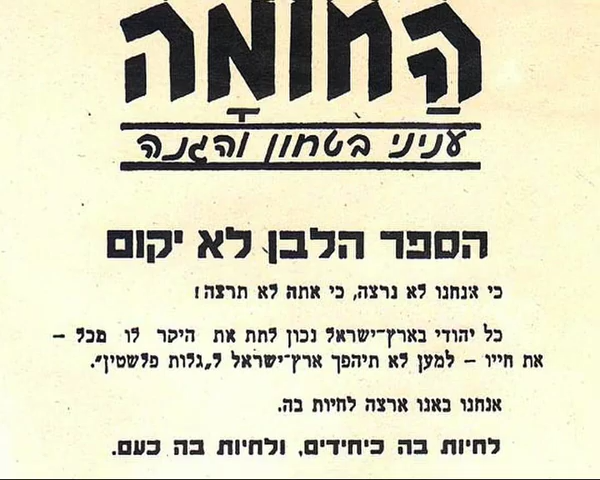 הַחוֹמָה
עניני בטחון והגנה
הספר הלבן לא יקום
כי אנחנו לא נרצה, כי אתה לא תרצה!
כל יהודי בארץ־ישראל נכון לתת את היקר לו מכל –
את חייו – למען לא תיהפך ארץ־ישראל ל„גלות פלשטין”.
אנחנו באנו ארצה לחיות בה.
לחיות בה כיחידים, ולחיות בה כעם.